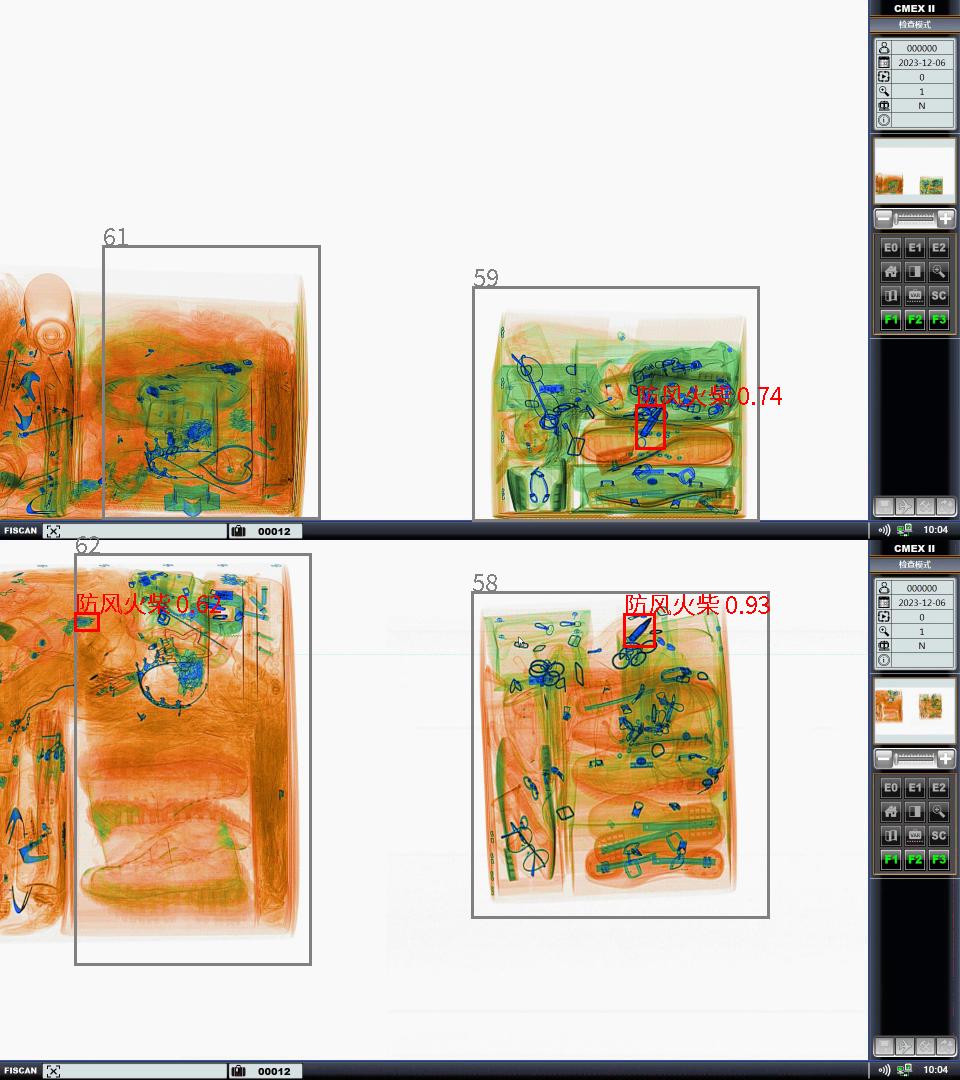 CMEX II
检查模式
000000
2023-12-06
0
1
N
E0 E1 E2
VAR SC
F1 F2 F3
61
59
防风火柴 0.74
FISCAN
00012
10:04
CMEX II
检查模式
000000
2023-12-06
0
1
N
E0 E1 E2
VAR SC
F1 F2 F3
62
防风火柴 0.62
58
防风火柴 0.93
FISCAN
00012
10:04